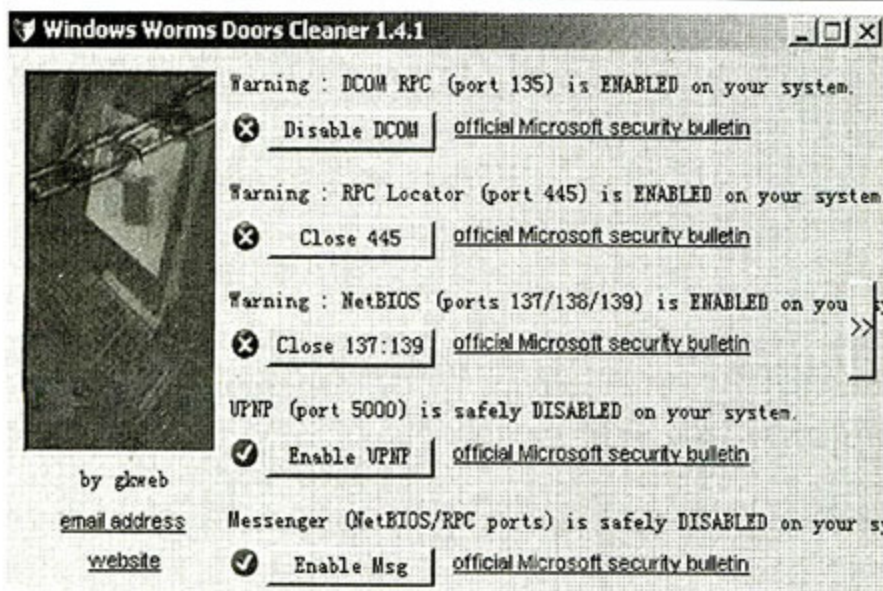 Windows Worms Doors Cleaner 1.4.1
Warning : DCOM RPC (port 135) is ENABLED on your system.
Disable DCOM
official Microsoft security bulletin
Warning : RPC Locator (port 445) is ENABLED on your system
Close 445
official Microsoft security bulletin
Warning : NetBIOS (ports 137/138/139) is ENABLED on you
Close 137:139
official Microsoft security bulletin
>>
UPNP (port 5000) is safely DISABLED on your system.
Enable UPNP
official Microsoft security bulletin
Messenger (NetBIOS/RPC ports) is safely DISABLED on your sy
Enable Msg
official Microsoft security bulletin
by gkweb
email address
website